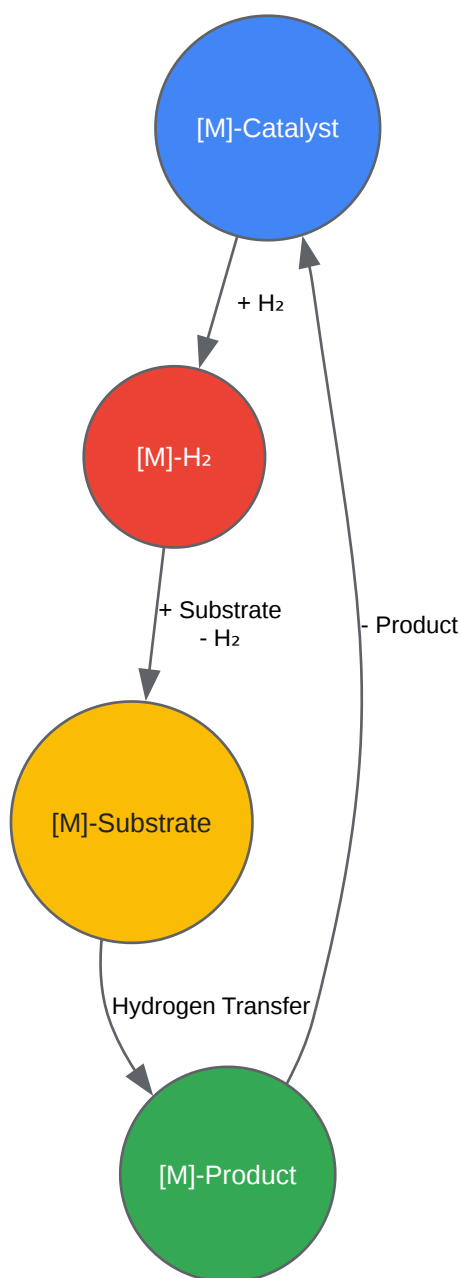 [M]-Catalyst
+ H₂
[M]-H₂
+ Substrate
- H₂
- Product
[M]-Substrate
Hydrogen Transfer
[M]-Product